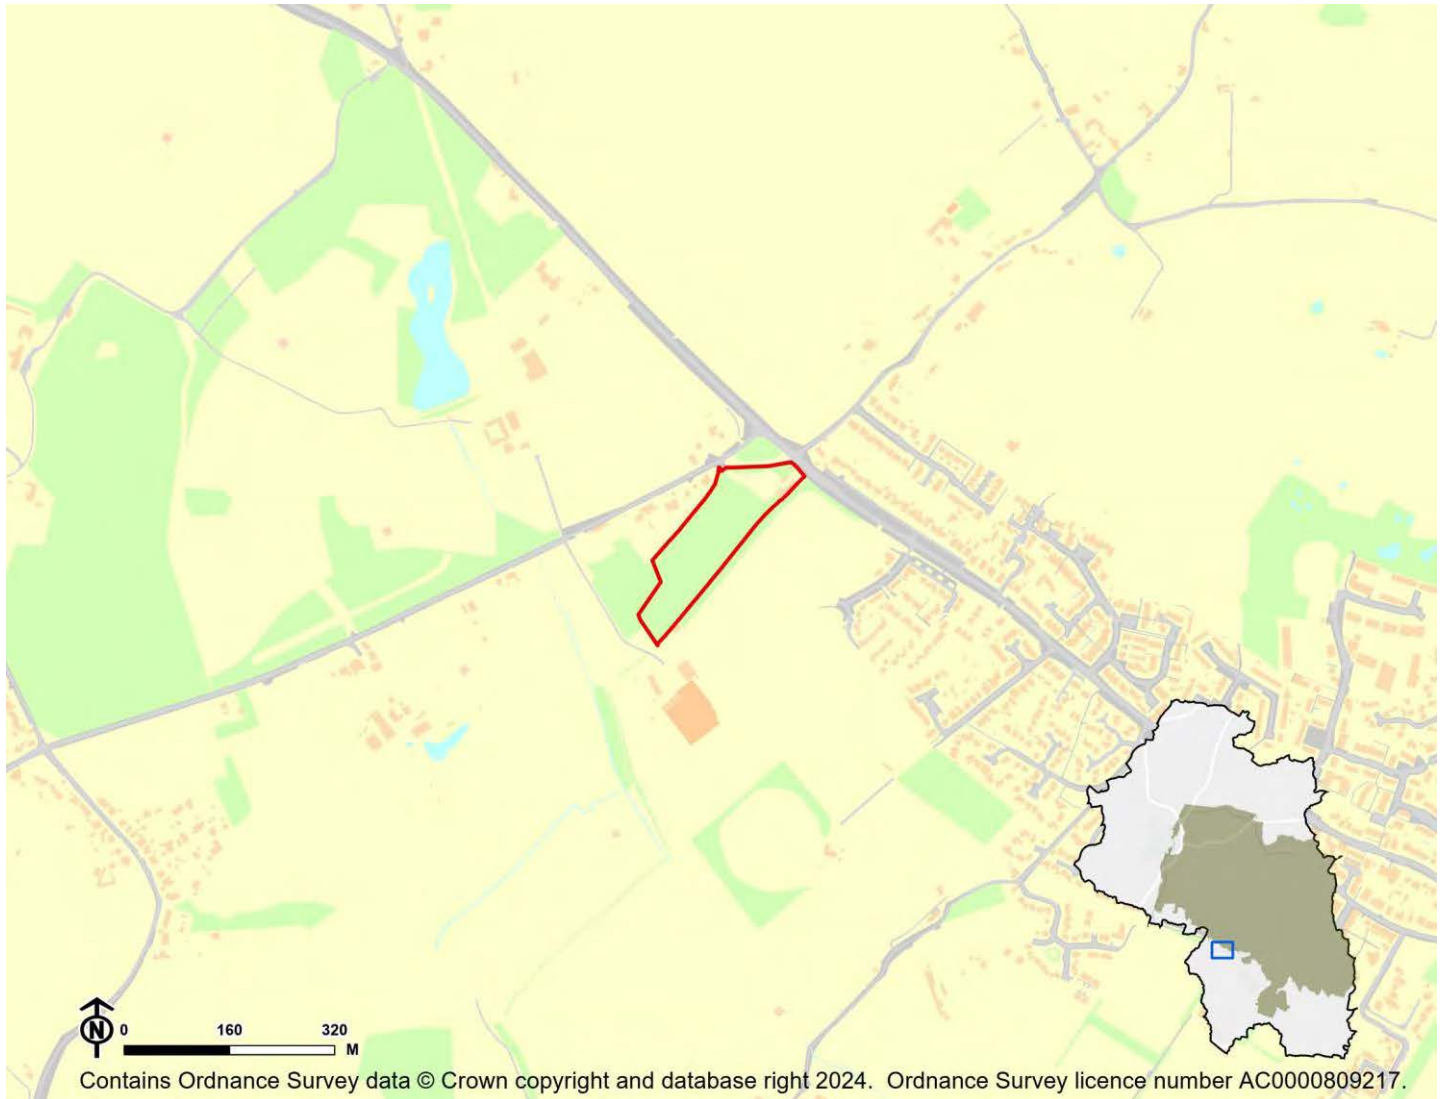 N
0 160 320
M
Contains Ordnance Survey data © Crown copyright and database right 2024. Ordnance Survey licence number AC0000809217.